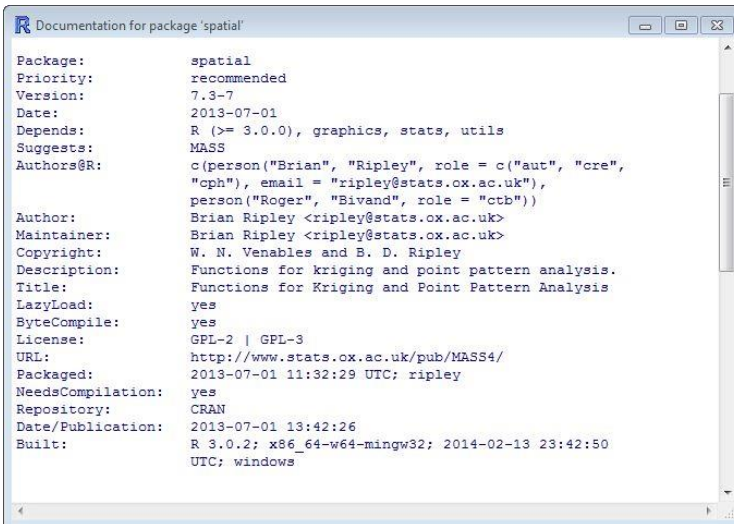 Documentation for package 'spatial'
Package: spatial
Priority: recommended
Version: 7.3-7
Date: 2013-07-01
Depends: R (>= 3.0.0), graphics, stats, utils
Suggests: MASS
Authors@R: c(person("Brian", "Ripley", role = c("aut", "cre",
"cph"), email = "ripley@stats.ox.ac.uk"),
person("Roger", "Bivand", role = "ctb"))
Author: Brian Ripley <ripley@stats.ox.ac.uk>
Maintainer: Brian Ripley <ripley@stats.ox.ac.uk>
Copyright: W. N. Venables and B. D. Ripley
Description: Functions for kriging and point pattern analysis.
Title: Functions for Kriging and Point Pattern Analysis
LazyLoad: yes
ByteCompile: yes
License: GPL-2 | GPL-3
URL: http://www.stats.ox.ac.uk/pub/MASS4/
Packaged: 2013-07-01 11:32:29 UTC; ripley
NeedsCompilation: yes
Repository: CRAN
Date/Publication: 2013-07-01 13:42:26
Built: R 3.0.2; x86_64-w64-mingw32; 2014-02-13 23:42:50
UTC; windows